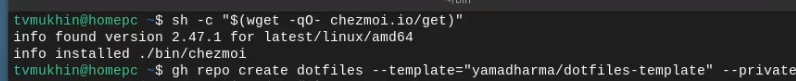 tvmukhin@homepc ~$ sh -c "$(wget -qO- chezmoi.io/get)"
info found version 2.47.1 for latest/linux/amd64
info installed ./bin/chezmoi
tvmukhin@homepc ~$ gh repo create dotfiles --template="yamadharma/dotfiles-template" --private